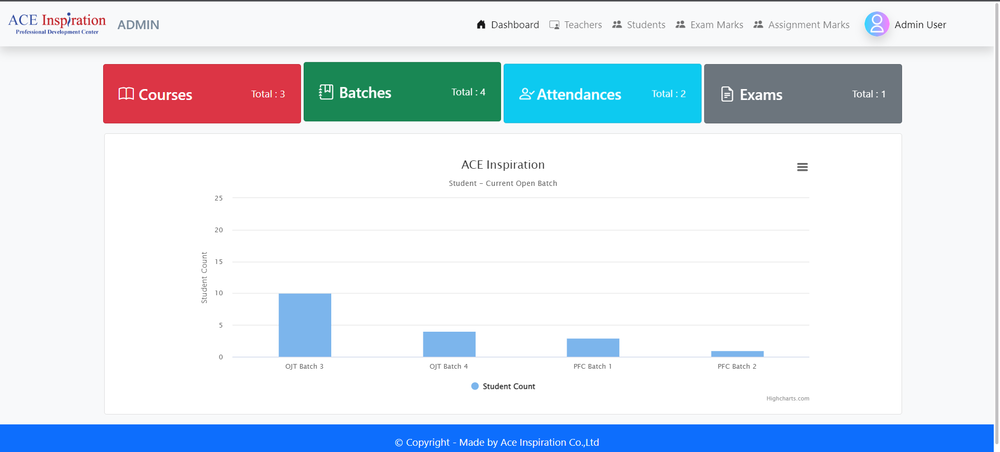 ACE Inspiration
Professional Development Center
ADMIN
Dashboard
Teachers
Students
Exam Marks
Assignment Marks
Admin User
Courses
Total : 3
Batches
Total : 4
Attendances
Total : 2
Exams
Total : 1
ACE Inspiration
Student - Current Open Batch
Student Count
25
20
15
10
5
0
OJT Batch 3
OJT Batch 4
PFC Batch 1
PFC Batch 2
Student Count
Highcharts.com
© Copyright - Made by Ace Inspiration Co.,Ltd